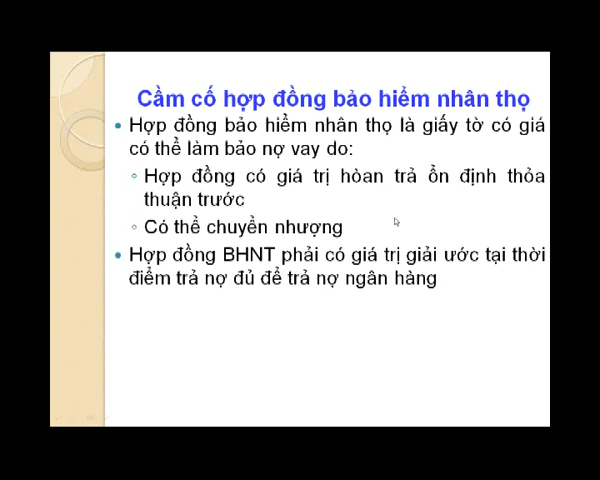 Cầm cố hợp đồng bảo hiểm nhân thọ
• Hợp đồng bảo hiểm nhân thọ là giấy tờ có giá
có thể làm bảo nợ vay do:
◦ Hợp đồng có giá trị hòan trả ổn định thỏa
thuận trước
◦ Có thể chuyển nhượng
• Hợp đồng BHNT phải có giá trị giải ước tại thời
điểm trả nợ đủ để trả nợ ngân hàng